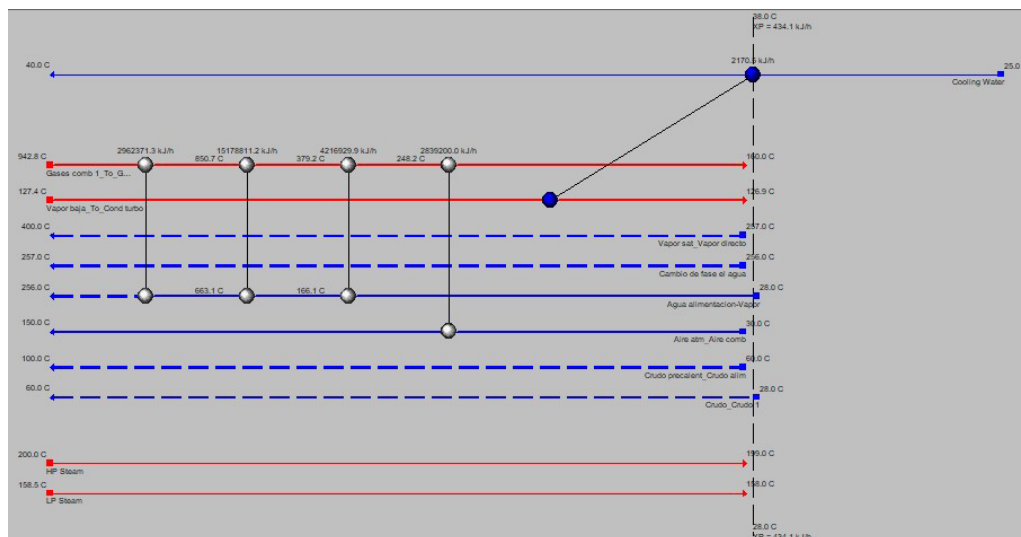 38.0 C
XP = 434.1 kJ/h
2170.5 kJ/h
40.0 C
25.0
Cooling Water
2962371.3 kJ/h
15178811.2 kJ/h
4216929.9 kJ/h
2839200.0 kJ/h
942.8 C
850.7 C
379.2 C
248.2 C
160.0 C
Gases comb 1_To_G...
127.4 C
126.9 C
Vapor baja_To_Cond turbo
400.0 C
257.0 C
Vapor sat_Vapor directo
257.0 C
256.0 C
Cambio de fase el agua
256.0 C
663.1 C
166.1 C
28.0 C
Agua alimentacion-Vapor
150.0 C
30.0 C
Aire atm_Aire comb
100.0 C
60.0 C
Crudo precalent_Crudo alim
60.0 C
28.0 C
Crudo_Crudo 1
200.0 C
199.0 C
HP Steam
158.5 C
158.0 C
LP Steam
28.0 C
XP = 434.1 kJ/h